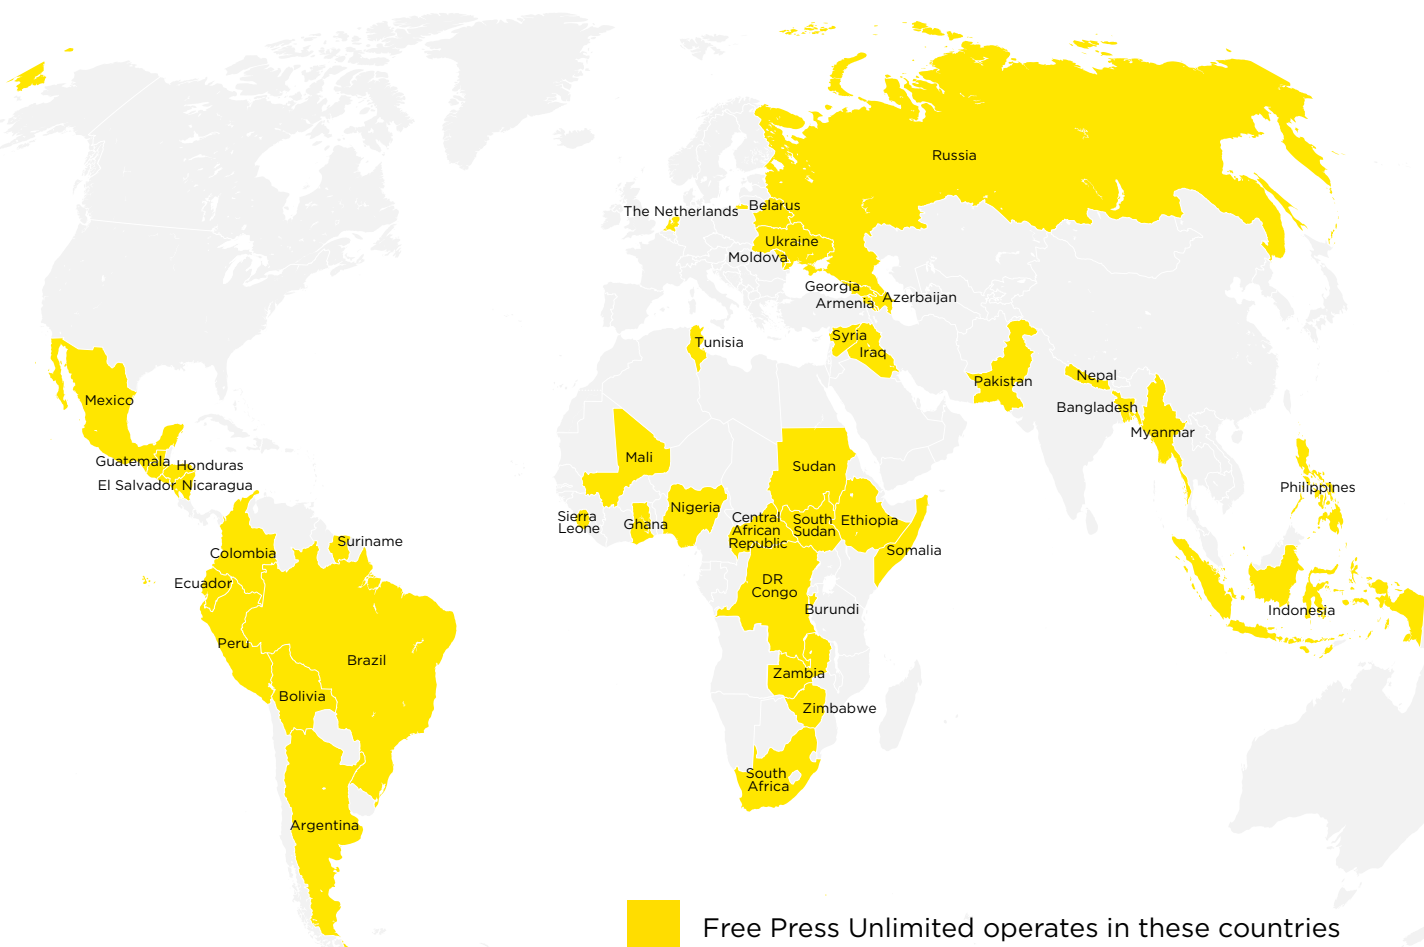 Russia
The Netherlands
Belarus
Ukraine
Moldova
Georgia
Azerbaijan
Armenia
Syria
Tunisia
Iraq
Nepal
Pakistan
Mexico
Bangladesh
Myanmar
Mali
Guatemala
Honduras
Sudan
El Salvador
Nicaragua
Philippines
Nigeria
Sierra
Leone
Ghana
Central
African
Republic
South
Sudan
Ethiopia
Suriname
Colombia
Somalia
Ecuador
DR
Congo
Burundi
Indonesia
Peru
Brazil
Zambia
Bolivia
Zimbabwe
South
Africa
Argentina
Free Press Unlimited operates in these countries